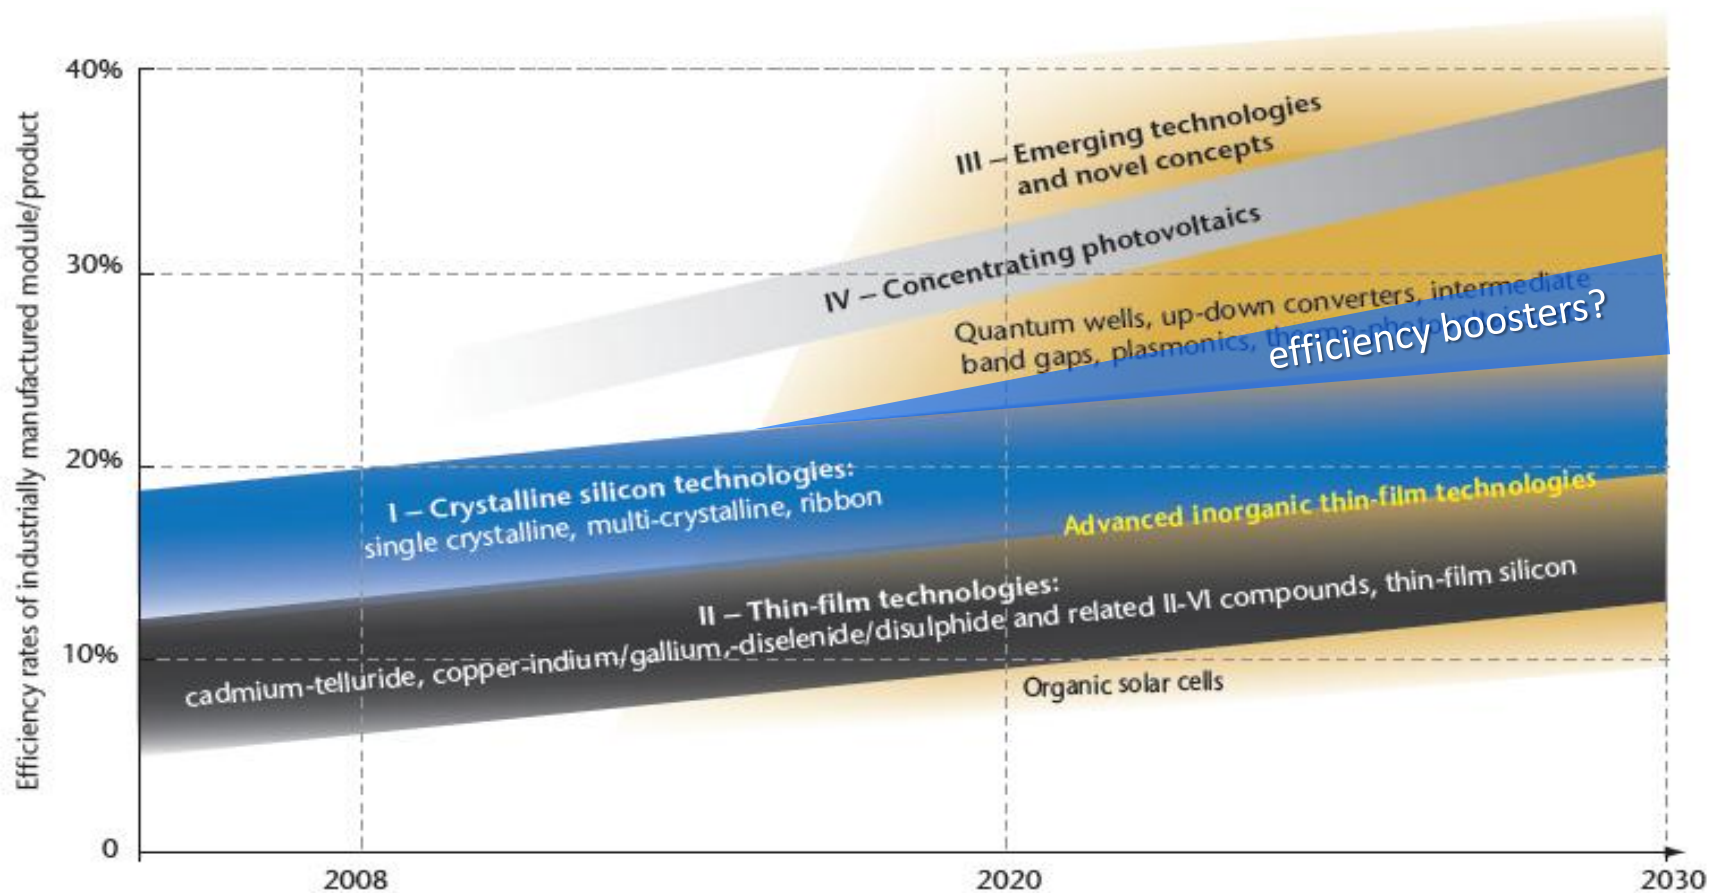 Efficiency rates of industrially manufactured module/product
40%
30%
20%
10%
0
2008
2020
2030
III – Emerging technologies
and novel concepts
IV – Concentrating photovoltaics
Quantum wells, up-down converters, intermediate
band gaps, plasmonics, thermo-photo
efficiency boosters?
I – Crystalline silicon technologies:
single crystalline, multi-crystalline, ribbon
Advanced inorganic thin-film technologies
II – Thin-film technologies:
cadmium-telluride, copper-indium/gallium,-diselenide/disulphide and related II-VI compounds, thin-film silicon
Organic solar cells